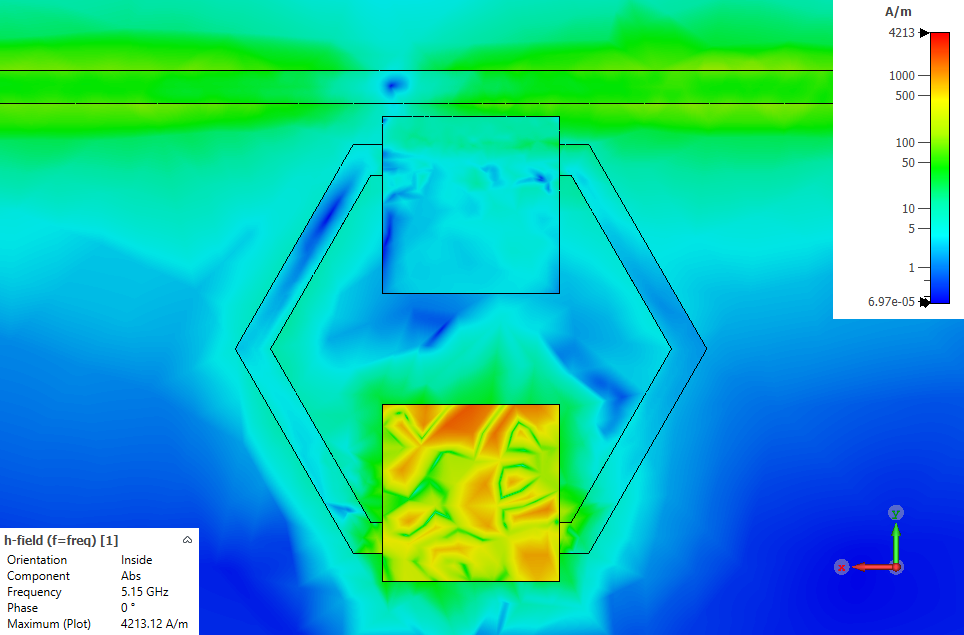 A/m
4213
1000
500
100
50
10
5
1
6.97e-05
h-field (f=freq) [1]
Orientation Inside
Component Abs
Frequency 5.15 GHz
Phase 0 °
Maximum (Plot) 4213.12 A/m
Y
X